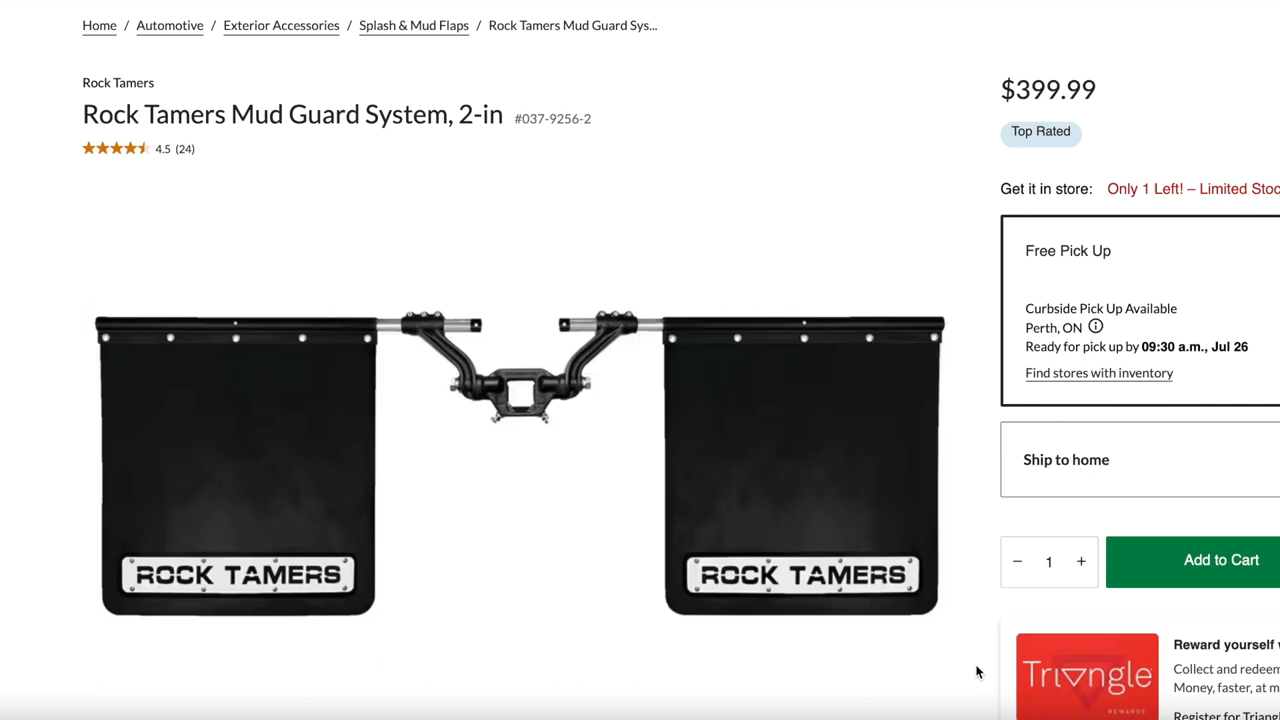 Home / Automotive / Exterior Accessories / Splash & Mud Flaps / Rock Tamers Mud Guard Sys...
Rock Tamers
Rock Tamers Mud Guard System, 2-in #037-9256-2
4.5 (24)
ROCK TAMERS
ROCK TAMERS
$399.99
Top Rated
Get it in store: Only 1 Left! – Limited Stoc
Free Pick Up
Curbside Pick Up Available
Perth, ON
Ready for pick up by 09:30 a.m., Jul 26
Find stores with inventory
Ship to home
− 1 +
Add to Cart
Triangle
REWARDS
Reward yourself
Collect and redeem
Money, faster, at m
Register for Triang